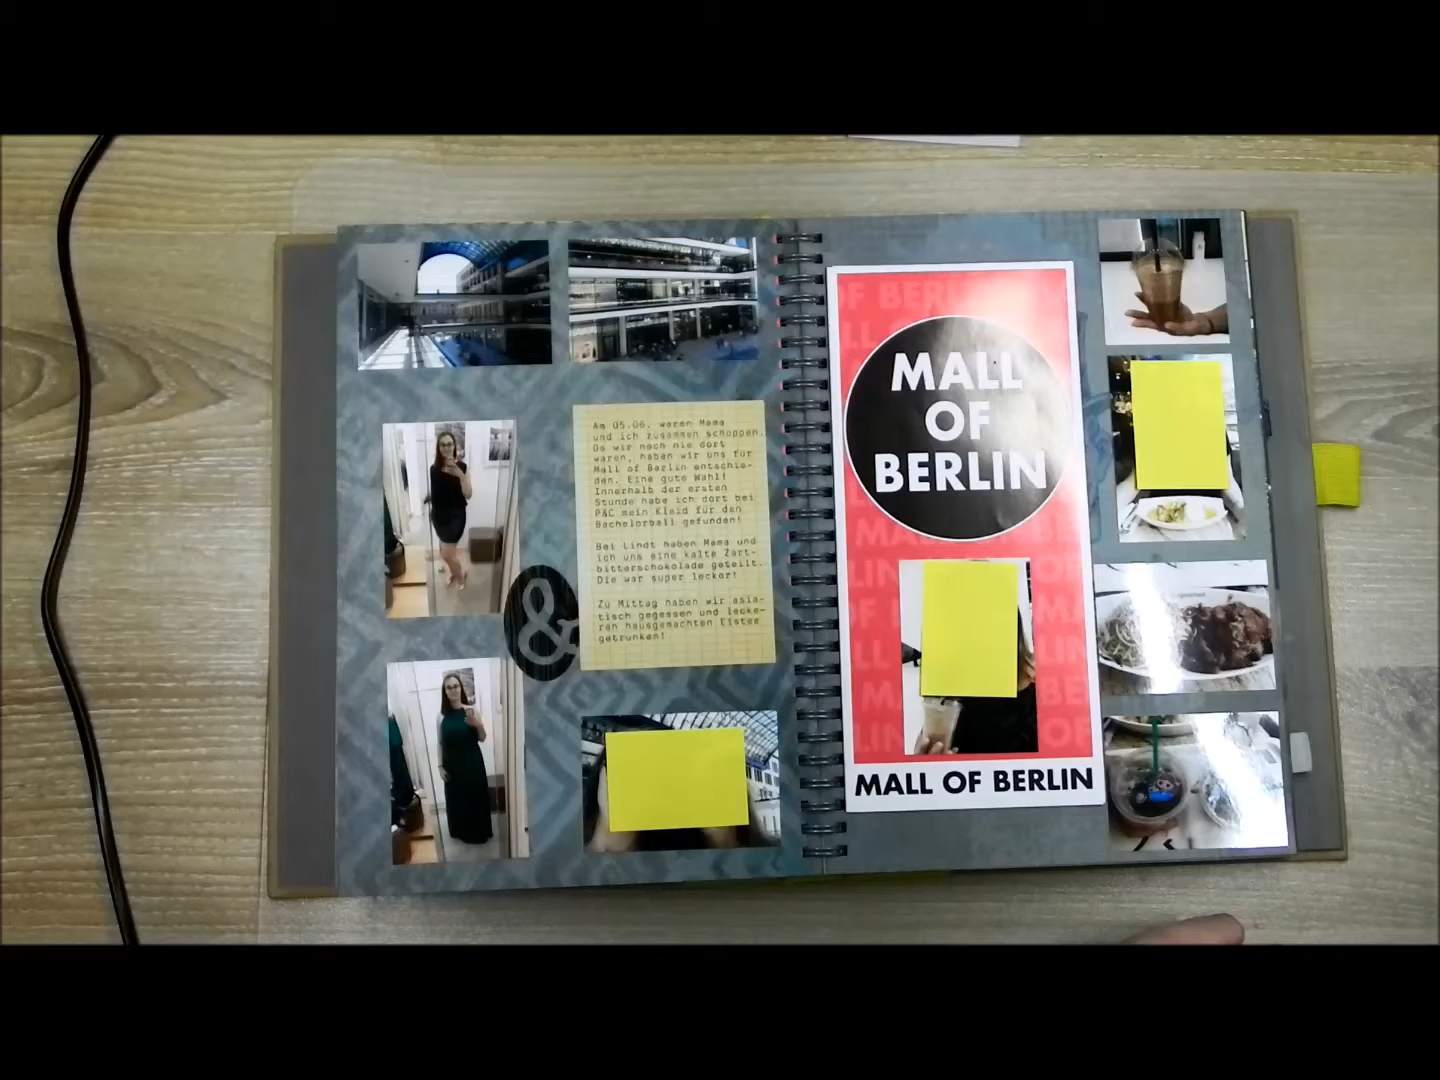 Am 05.06. waren Mama
und ich zusammen schoppen.
Da wir noch nie dort
waren, haben wir uns für
Mall of Berlin entschie-
den. Eine gute Wahl!
Innerhalb der ersten
Stunde habe ich dort bei
P&C mein Kleid für den
Bachelorball gefunden!
Bei Lindt haben Mama und
ich uns eine kalte Zart-
bitterschokolade geteilt.
Die war super lecker!
Zu Mittag haben wir asia-
tisch gegessen und lecke-
ren hausgemachten Eistee
getrunken!
&
OF BERL
MALL
OF
BERLIN
MALL OF BERLIN